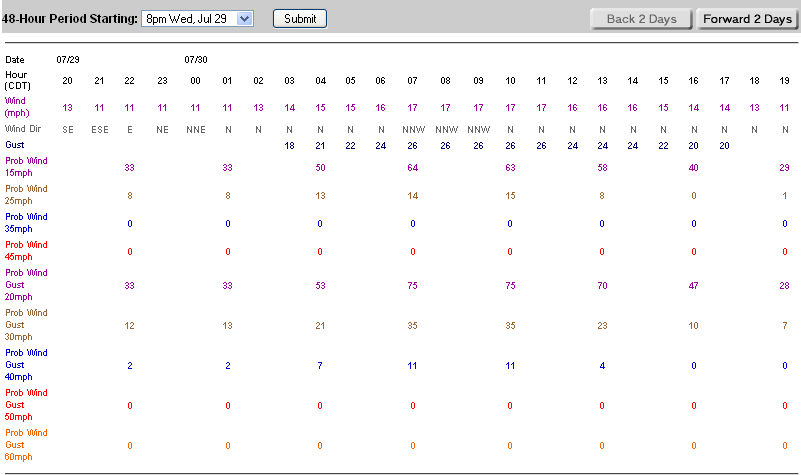 48-Hour Period Starting: 8pm Wed, Jul 29 Submit Back 2 Days Forward 2 Days
Date 07/29 07/30
Hour
(CDT) 20 21 22 23 00 01 02 03 04 05 06 07 08 09 10 11 12 13 14 15 16 17 18 19
Wind
(mph) 13 11 11 11 11 11 13 14 15 15 16 17 17 17 17 17 16 16 16 15 14 14 13 11
Wind Dir SE ESE E NE NNE N N N N N N NNW NNW NNW N N N N N N N N N N
Gust 18 21 22 24 26 26 26 26 26 24 24 24 22 20 20
Prob Wind
15mph 33 33 50 64 63 58 40 29
Prob Wind
25mph 8 8 13 14 15 8 0 1
Prob Wind
35mph 0 0 0 0 0 0 0 0
Prob Wind
45mph 0 0 0 0 0 0 0 0
Prob Wind
Gust 33 33 53 75 75 70 47 28
20mph
Prob Wind
Gust 12 13 21 35 35 23 10 7
30mph
Prob Wind
Gust 2 2 7 11 11 4 0 0
40mph
Prob Wind
Gust 0 0 0 0 0 0 0 0
50mph
Prob Wind
Gust 0 0 0 0 0 0 0 0
60mph